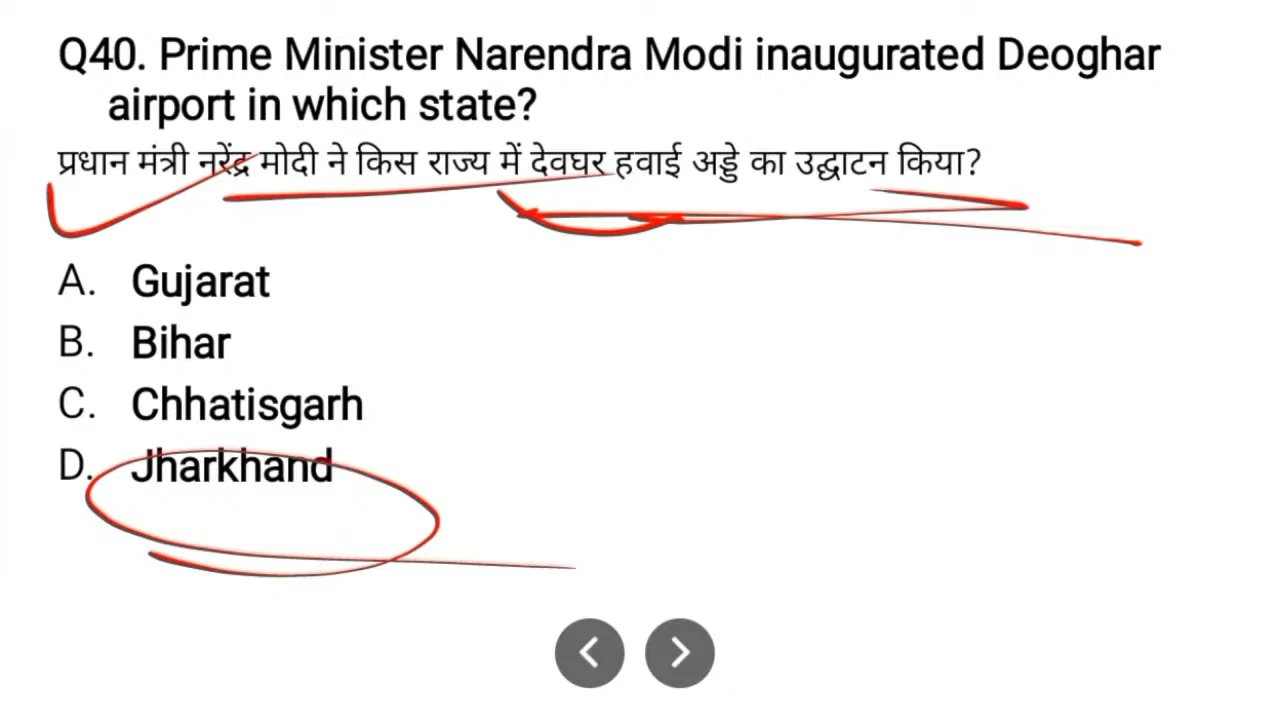 Q40. Prime Minister Narendra Modi inaugurated Deoghar
airport in which state?
प्रधान मंत्री नरेंद्र मोदी ने किस राज्य में देवघर हवाई अड्डे का उद्घाटन किया?
A. Gujarat
B. Bihar
C. Chhatisgarh
D. Jharkhand